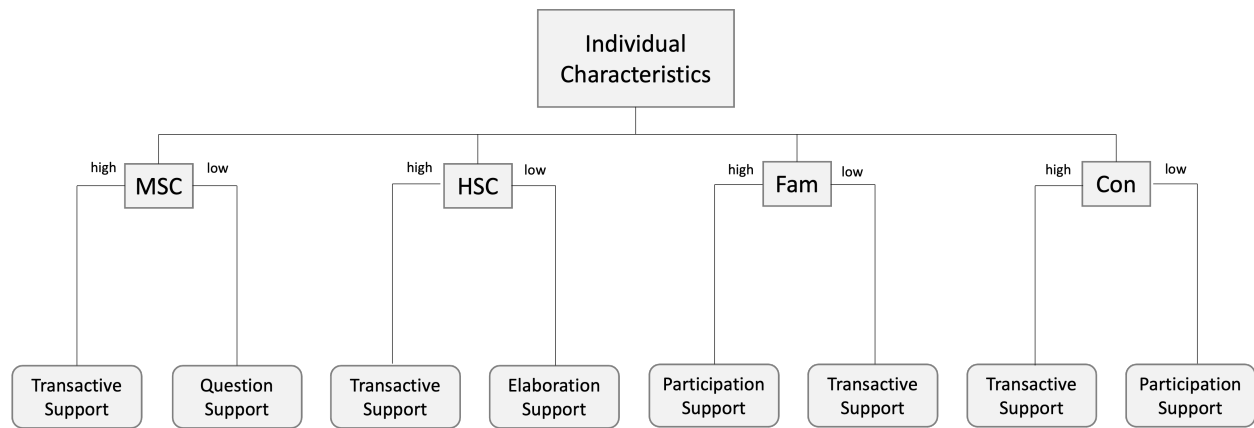 Individual
Characteristics
high
MSC
low
high
HSC
low
high
Fam
low
high
Con
low
Transactive
Support
Question
Support
Transactive
Support
Elaboration
Support
Participation
Support
Transactive
Support
Transactive
Support
Participation
Support